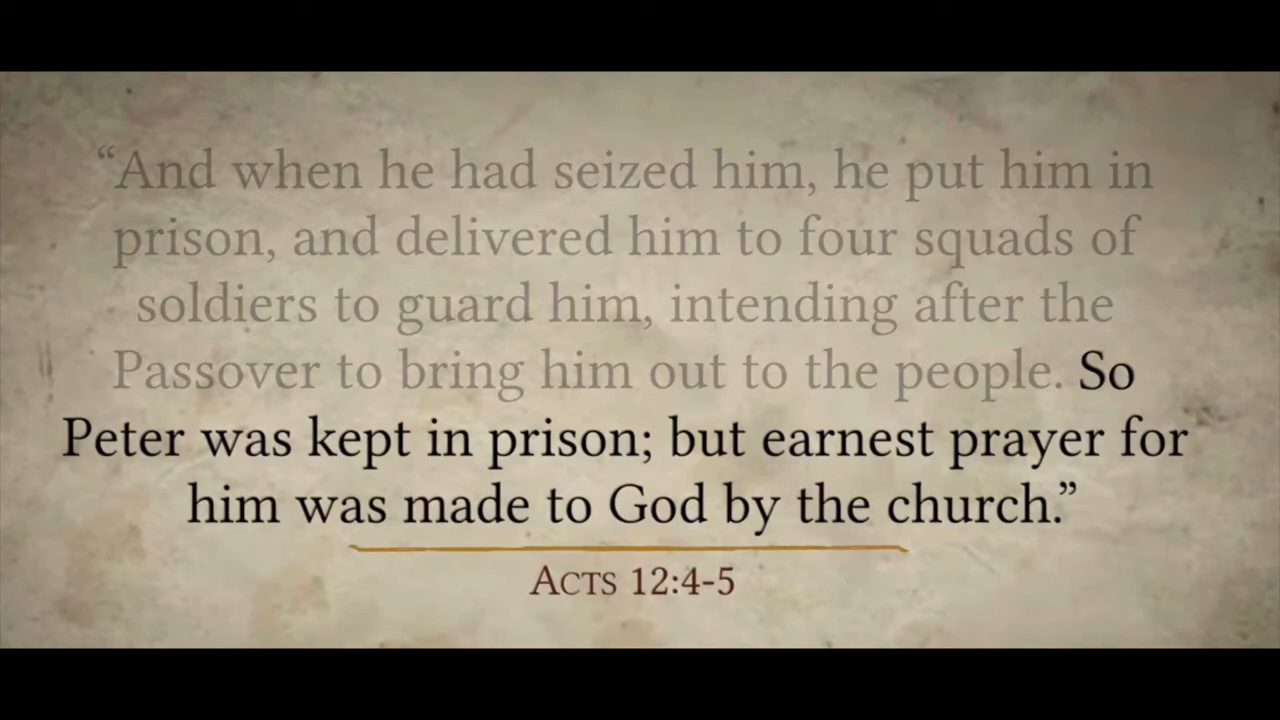 “And when he had seized him, he put him in
prison, and delivered him to four squads of
soldiers to guard him, intending after the
Passover to bring him out to the people. So
Peter was kept in prison; but earnest prayer for
him was made to God by the church.”
Acts 12:4-5